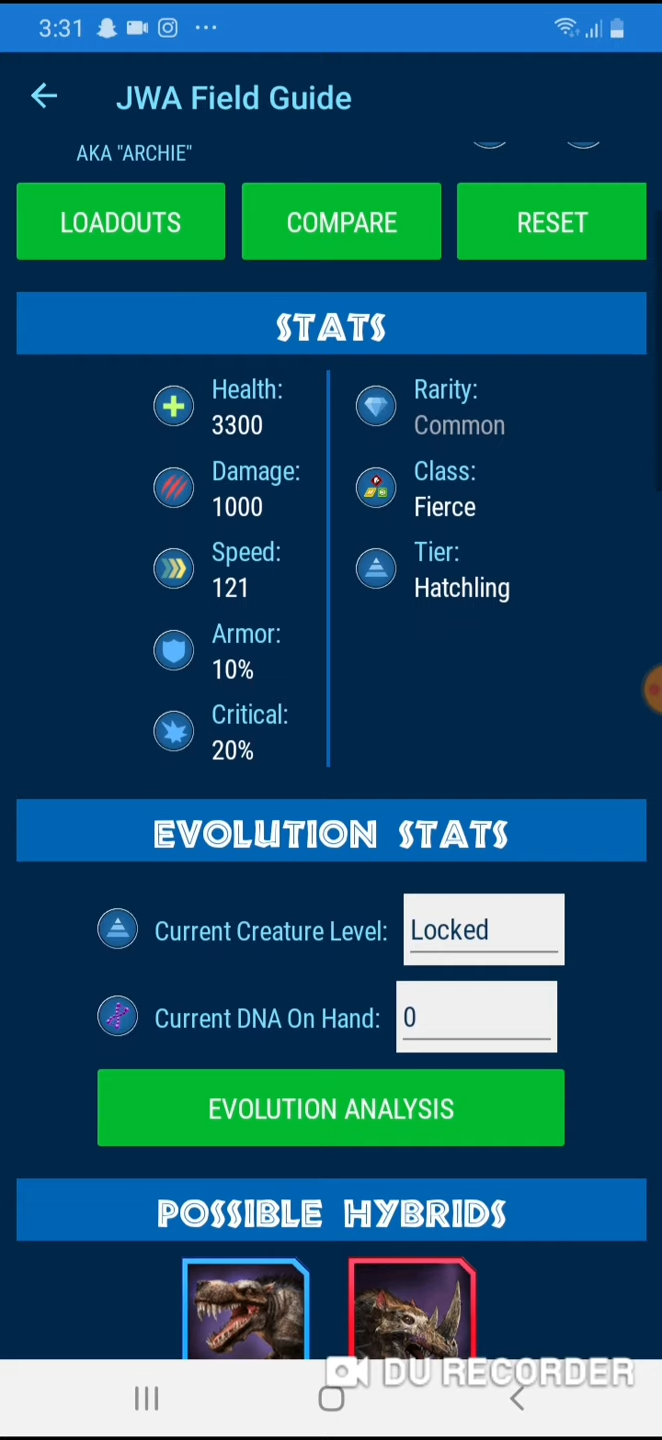 3:31
JWA Field Guide
AKA "ARCHIE"
LOADOUTS COMPARE RESET
STATS
Health:
3300
Damage:
1000
Speed:
121
Armor:
10%
Critical:
20%
Rarity:
Common
Class:
Fierce
Tier:
Hatchling
EVOLUTION STATS
Current Creature Level: Locked
Current DNA On Hand: 0
EVOLUTION ANALYSIS
POSSIBLE HYBRIDS
DU RECORDER